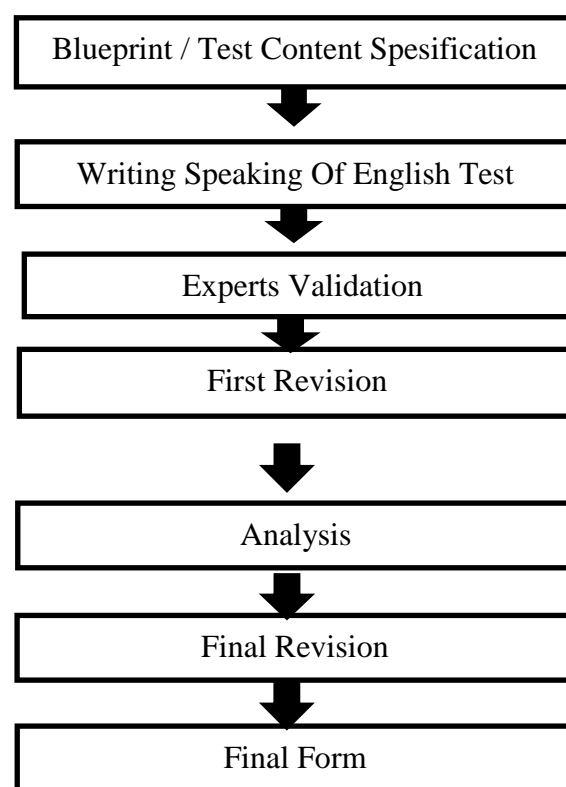 Blueprint / Test Content Spesification
Writing Speaking Of English Test
Experts Validation
First Revision
Analysis
Final Revision
Final Form